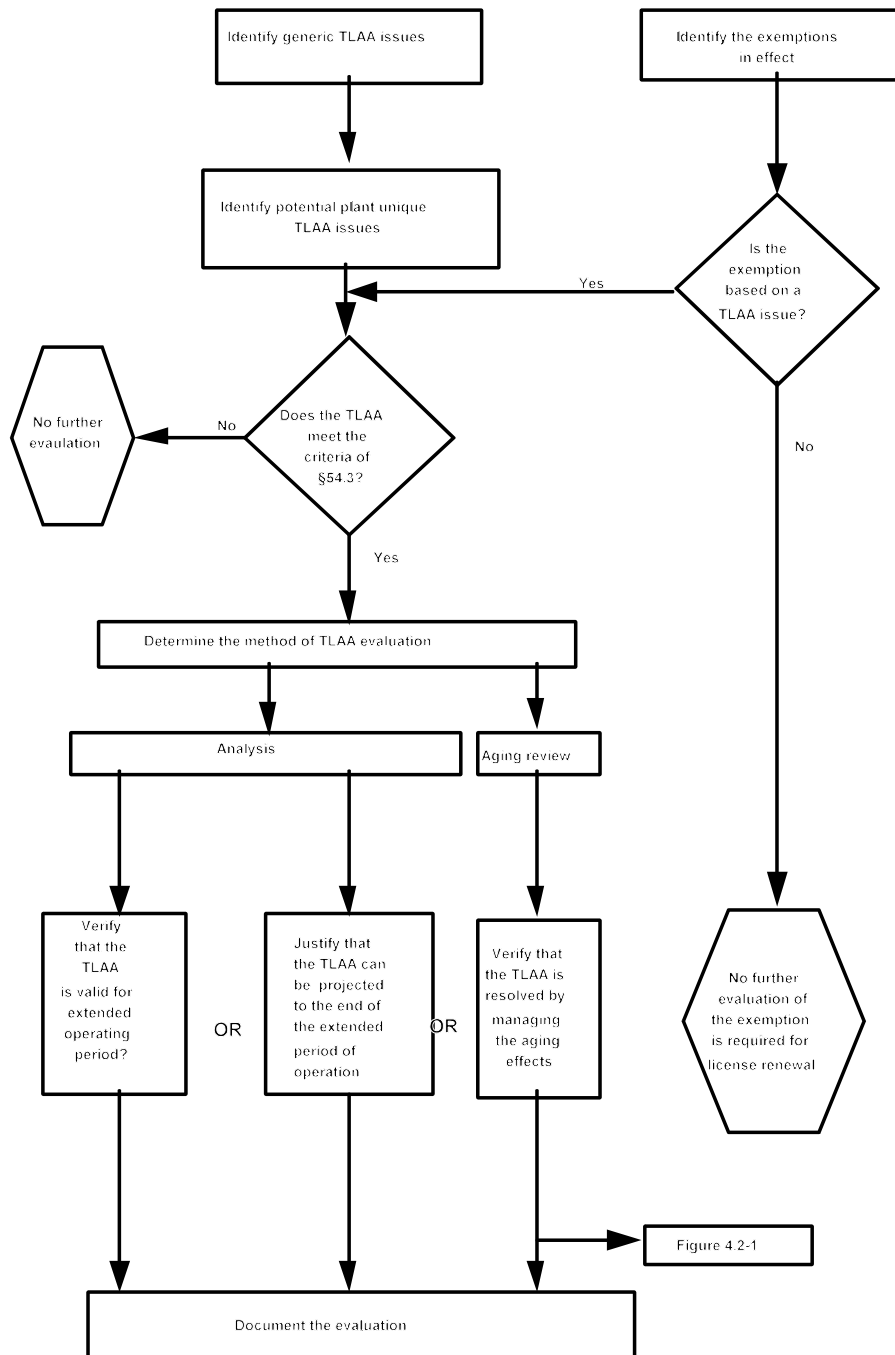 Identify generic TLAA issues
Identify the exemptions
in effect
Identify potential plant unique
TLAA issues
Is the
exemption
based on a
TLAA issue?
Yes
No further
evaulation
No
Does the TLAA
meet the
criteria of
§54.3?
No
Yes
Determine the method of TLAA evaluation
Analysis
Aging review
Verify
that the
TLAA
is valid for
extended
operating
period?
OR
Justify that
the TLAA can
be projected
to the end of
the extended
period of
operation
OR
Verify that
the TLAA is
resolved by
managing
the aging
effects
No further
evaluation of
the exemption
is required for
license renewal
Figure 4.2-1
Document the evaluation